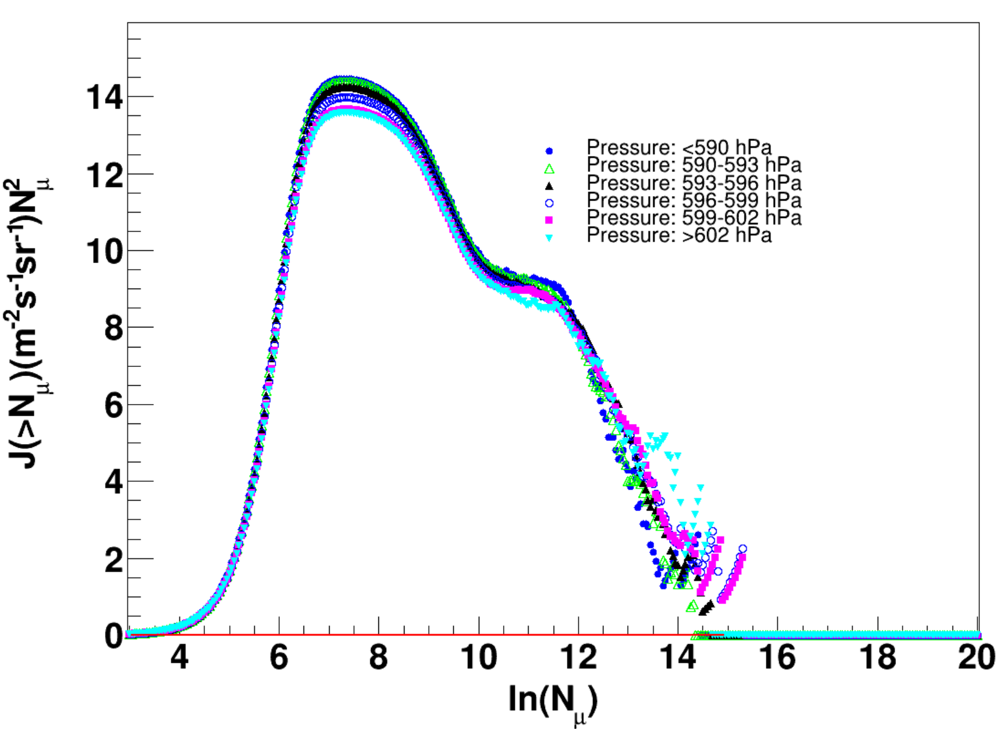 J(>Nμ)(m⁻²s⁻¹sr⁻¹)N²μ
14
12
10
8
6
4
2
0
Pressure: <590 hPa
Pressure: 590-593 hPa
Pressure: 593-596 hPa
Pressure: 596-599 hPa
Pressure: 599-602 hPa
Pressure: >602 hPa
4 6 8 10 12 14 16 18 20
ln(Nμ)